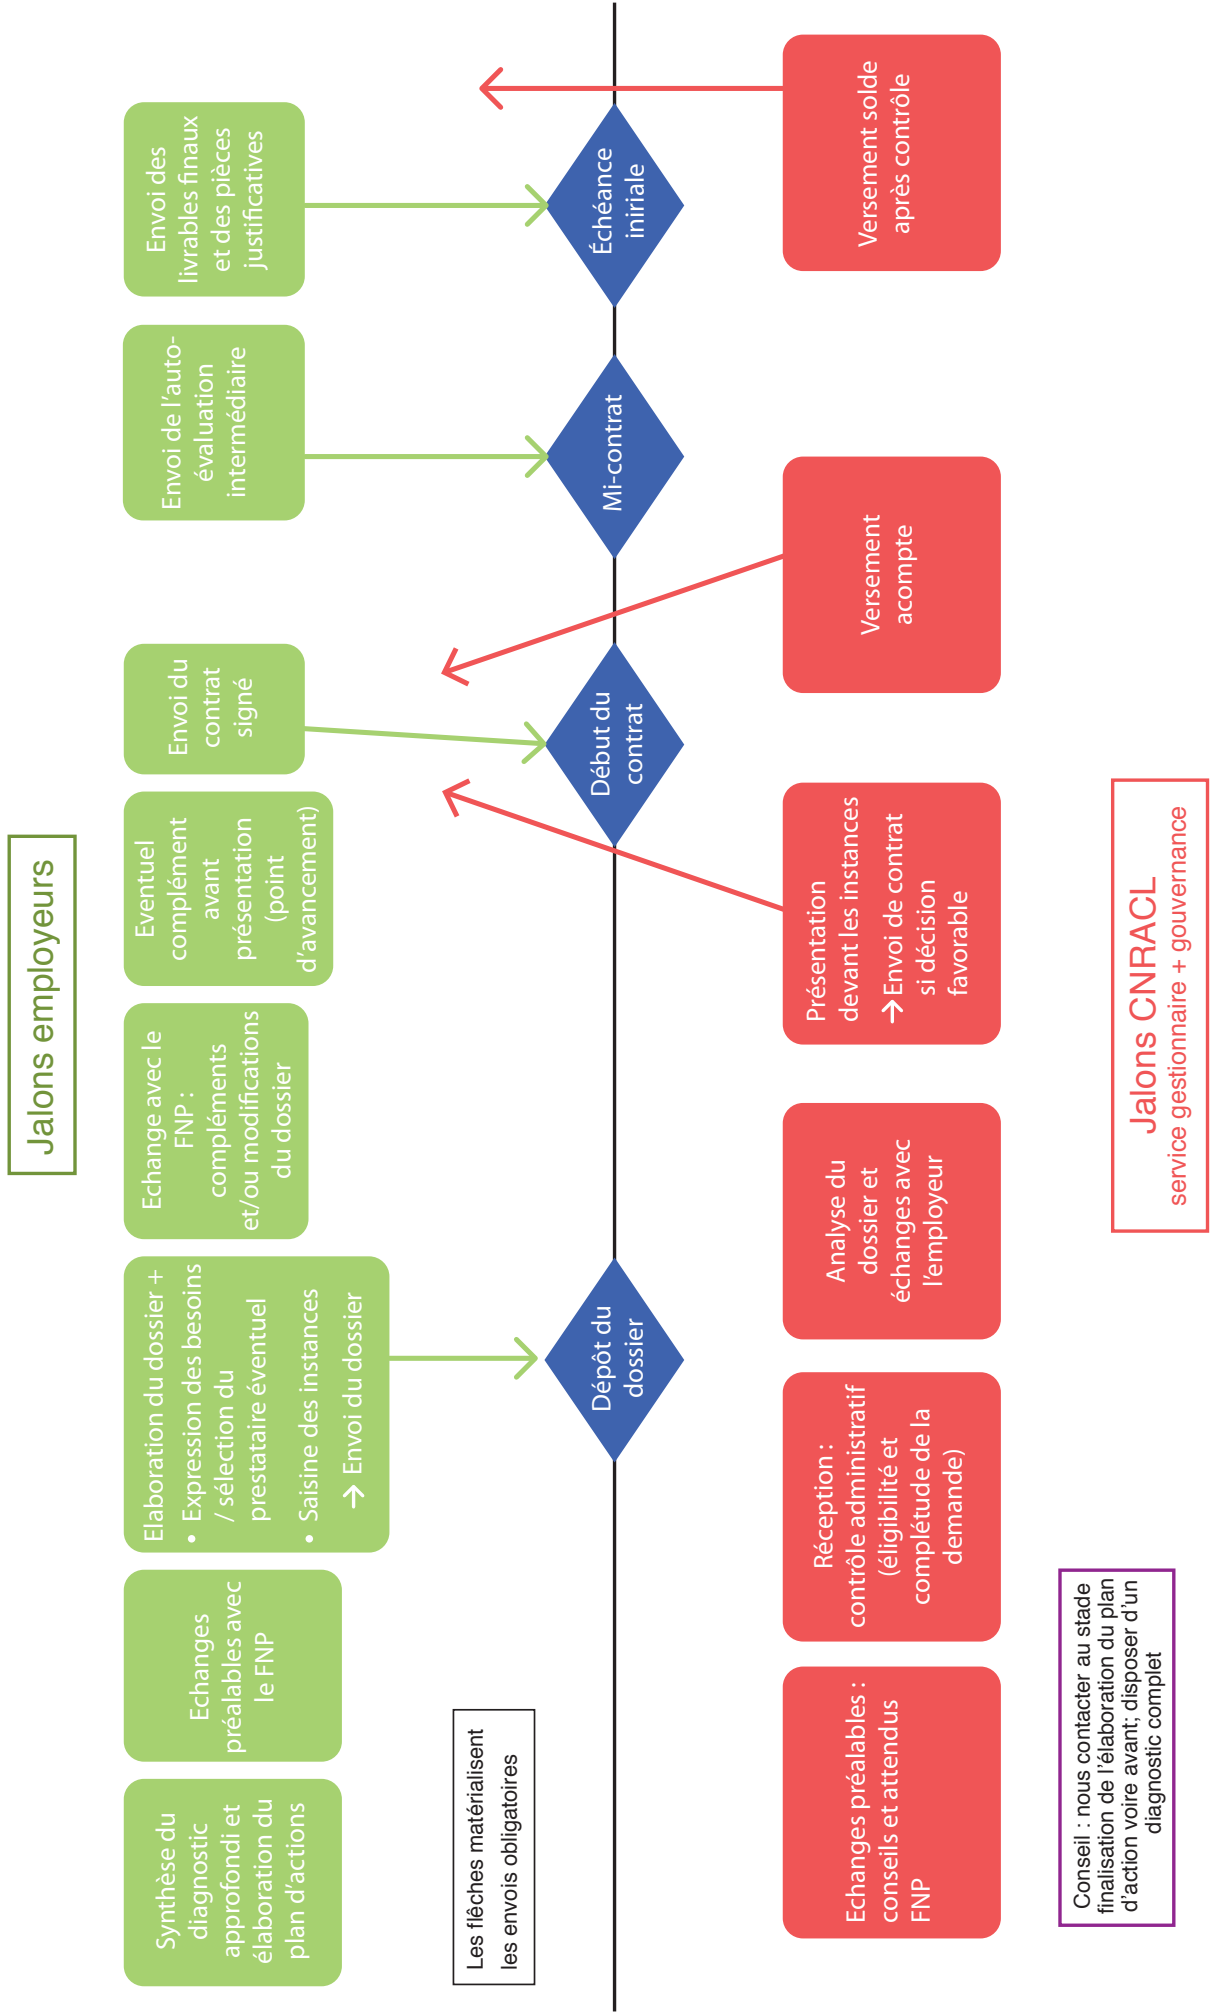 Jalons employeurs
Synthèse du
diagnostic
approfondi et
élaboration du
plan d'actions
Echanges
préalables avec
le FNP
Elaboration du dossier +
• Expression des besoins
/ sélection du
prestataire éventuel
• Saisine des instances
→ Envoi du dossier
Echange avec le
FNP :
compléments
et/ou modifications
du dossier
Eventuel
complément
avant
présentation
(point
d'avancement)
Envoi du
contrat
signé
Envoi de l'auto-
évaluation
intermédiaire
Envoi des
livrables finaux
et des pièces
justificatives
Les flêches matérialisent
les envois obligatoires
Dépôt du
dossier
Début du
contrat
Mi-contrat
Échéance
iniriale
Echanges préalables :
conseils et attendus
FNP
Réception :
contrôle administratif
(éligibilité et
complétude de la
demande)
Analyse du
dossier et
échanges avec
l'employeur
Présentation
devant les instances
→ Envoi de contrat
si décision
favorable
Versement
acompte
Versement solde
après contrôle
Conseil : nous contacter au stade
finalisation de l'élaboration du plan
d'action voire avant; disposer d'un
diagnostic complet
Jalons CNRACL
service gestionnaire + gouvernance